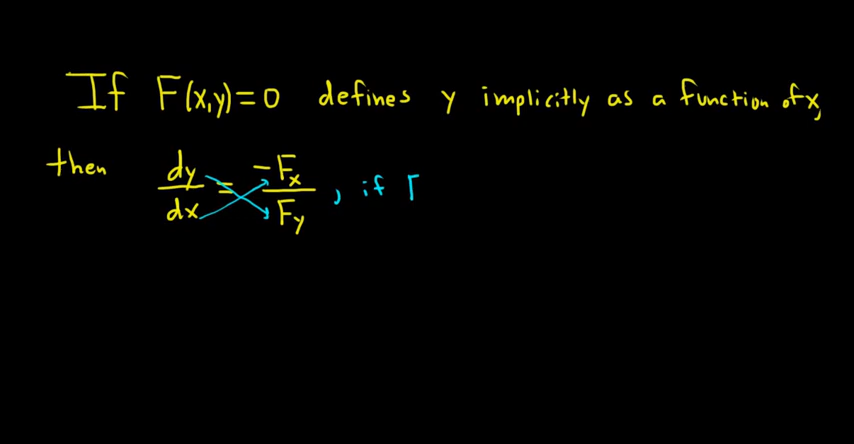 If F(x,y)=0 defines y implicitly as a function of x,
then dy/dx = -Fx/Fy , if